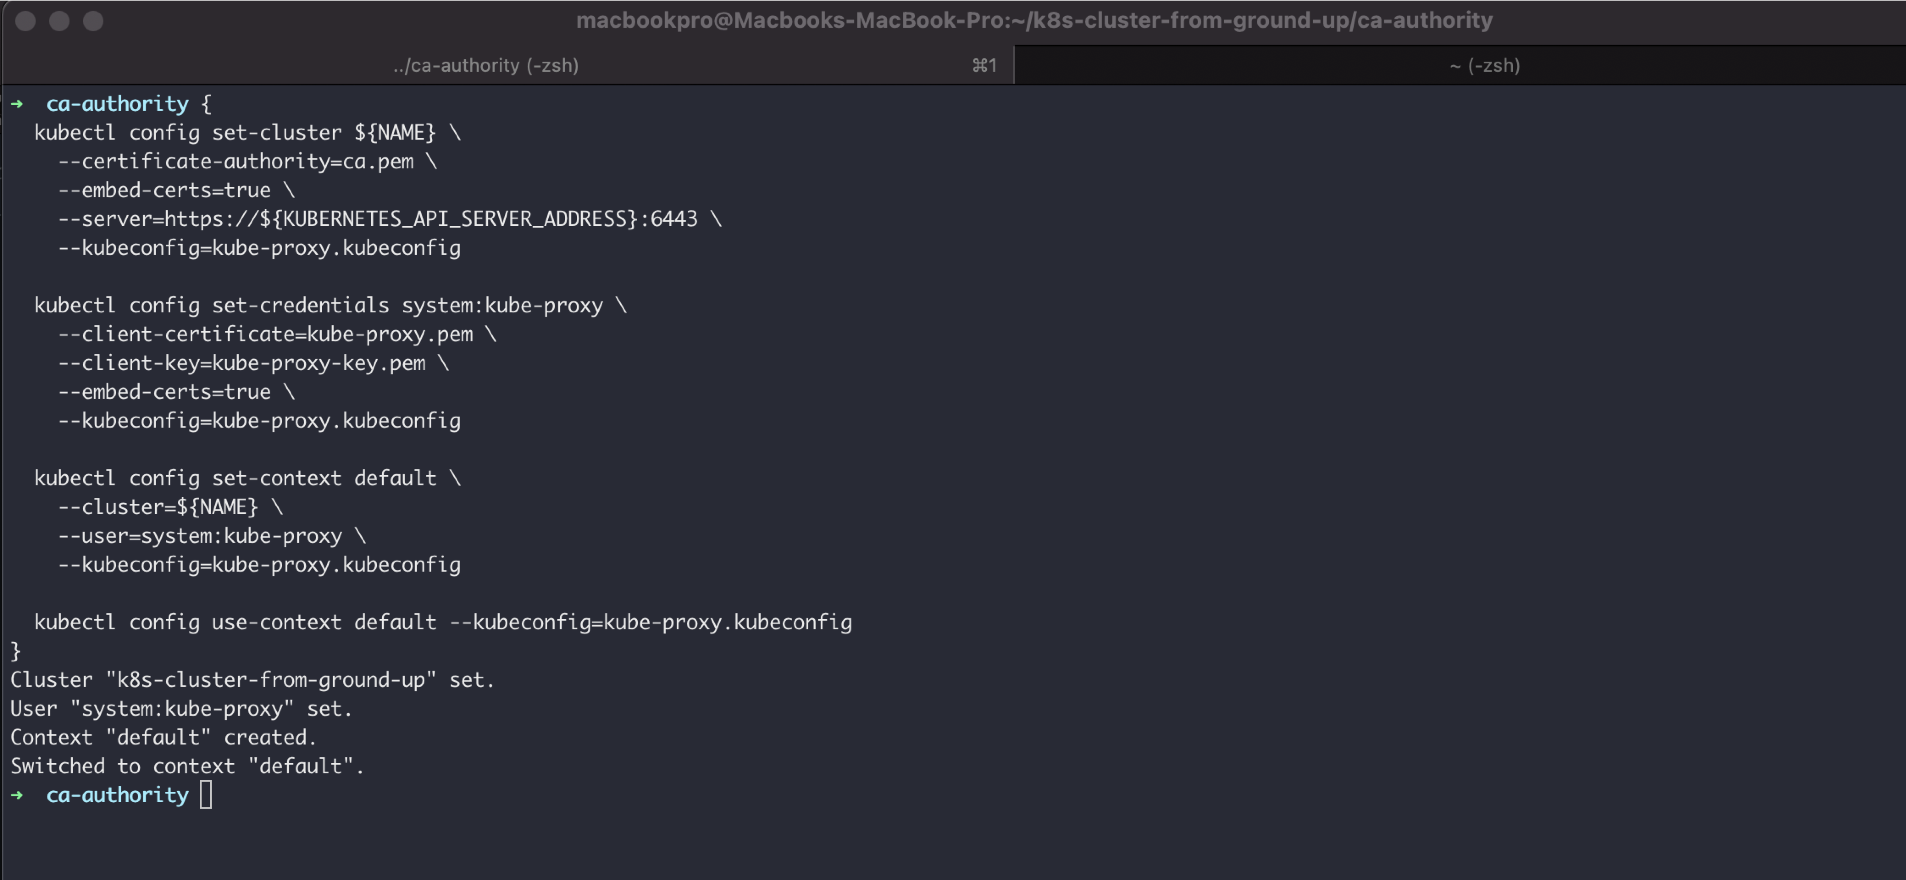 macbookpro@Macbooks-MacBook-Pro:~/k8s-cluster-from-ground-up/ca-authority
../ca-authority (-zsh) ⌘1 ~ (-zsh)
➜ ca-authority {
  kubectl config set-cluster ${NAME} \
    --certificate-authority=ca.pem \
    --embed-certs=true \
    --server=https://${KUBERNETES_API_SERVER_ADDRESS}:6443 \
    --kubeconfig=kube-proxy.kubeconfig

  kubectl config set-credentials system:kube-proxy \
    --client-certificate=kube-proxy.pem \
    --client-key=kube-proxy-key.pem \
    --embed-certs=true \
    --kubeconfig=kube-proxy.kubeconfig

  kubectl config set-context default \
    --cluster=${NAME} \
    --user=system:kube-proxy \
    --kubeconfig=kube-proxy.kubeconfig

  kubectl config use-context default --kubeconfig=kube-proxy.kubeconfig
}
Cluster "k8s-cluster-from-ground-up" set.
User "system:kube-proxy" set.
Context "default" created.
Switched to context "default".
➜ ca-authority